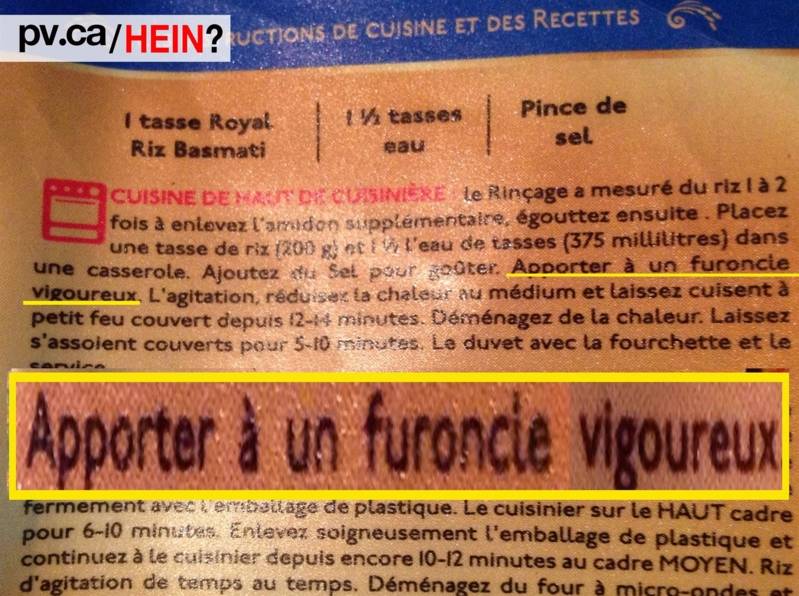 pv.ca/HEIN?
RUCTIONS DE CUISINE ET DES RECETTES
1 tasse Royal
Riz Basmati
1 ½ tasses
eau
Pince de
sel
CUISINE DE HAUT DE CUISINIÈRE le Rinçage a mesuré du riz 1 à 2
fois à enlevez l'amidon supplémentaire, égouttez ensuite . Placez
une tasse de riz (200 g) et 1 ½ l'eau de tasses (375 millilitres) dans
une casserole. Ajoutez du Sel pour goûter. Apporter à un furoncle
vigoureux. L'agitation, réduisez la chaleur au médium et laissez cuisent à
petit feu couvert depuis 12-14 minutes. Déménagez de la chaleur. Laissez
s'assoient couverts pour 5-10 minutes. Le duvet avec la fourchette et le
service
Apporter à un furoncle vigoureux
fermement avec l'emballage de plastique. Le cuisinier sur le HAUT cadre
pour 6-10 minutes. Enlevez soigneusement l'emballage de plastique et
continuez à le cuisinier depuis encore 10-12 minutes au cadre MOYEN. Riz
d'agitation de temps au temps. Déménagez du four à micro-ondes et